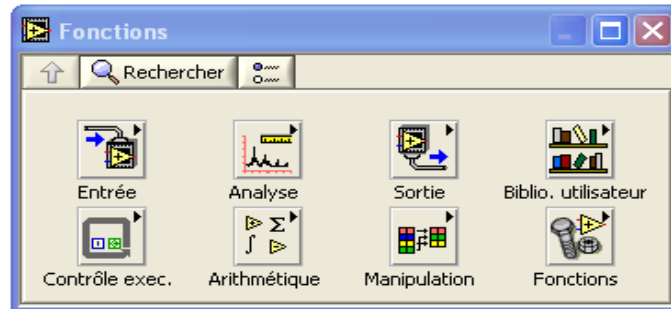 Fonctions
Rechercher
Entrée Analyse Sortie Biblio. utilisateur
Contrôle exec. Arithmétique Manipulation Fonctions